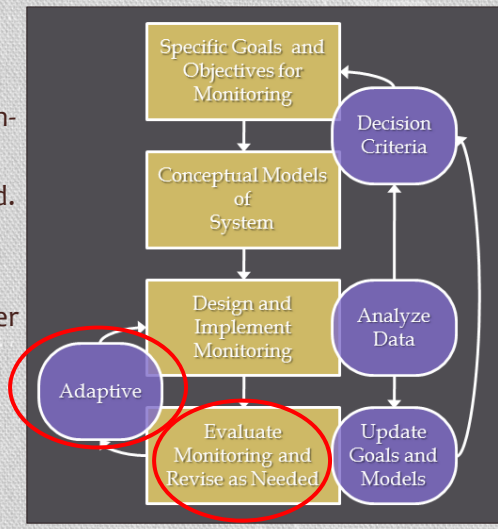 n-
d.
er
Specific Goals and
Objectives for
Monitoring
Decision
Criteria
Conceptual Models
of
System
Design and
Implement
Monitoring
Analyze
Data
Adaptive
Evaluate
Monitoring and
Revise as Needed
Update
Goals and
Models